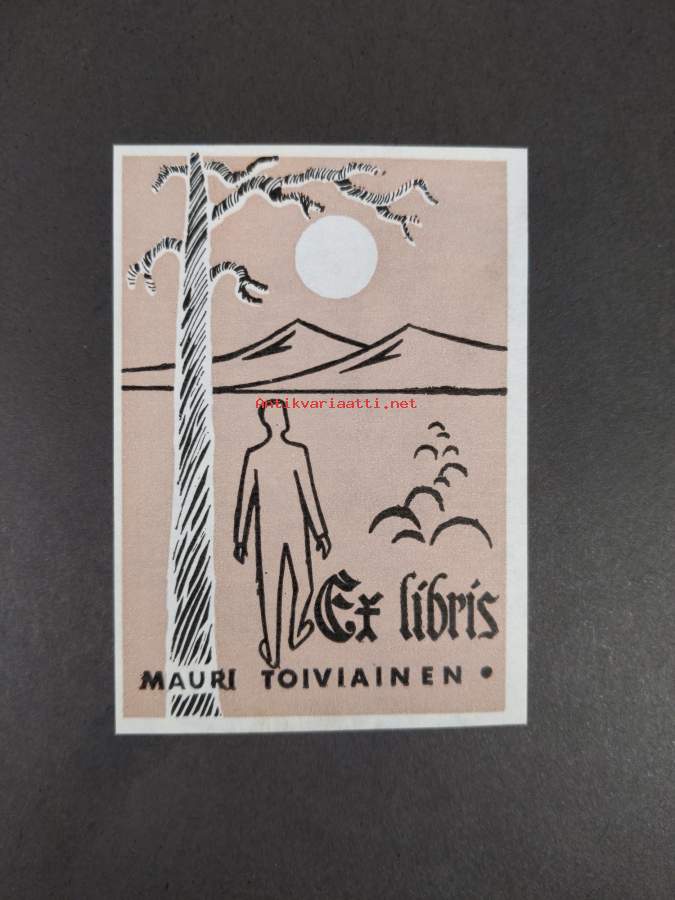 Antikvariaatti.net
Ex libris
MAURI TOIVIAINEN •